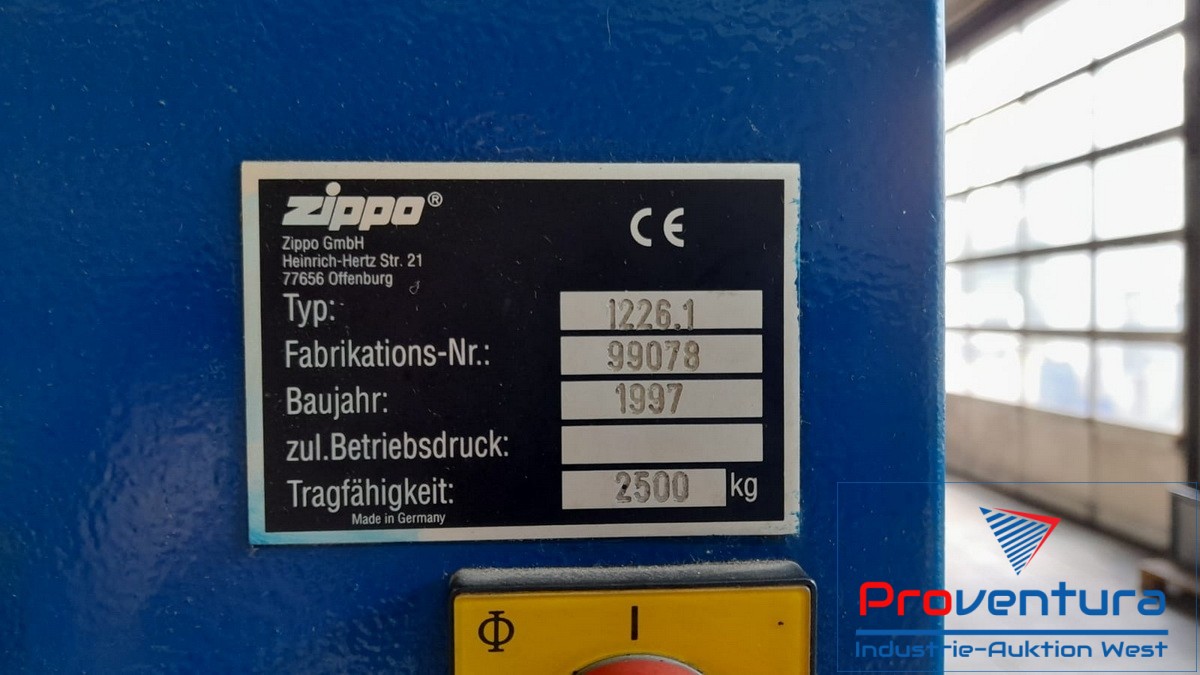 zippo®
CE
Zippo GmbH
Heinrich-Hertz Str. 21
77656 Offenburg
Typ: 1226.1
Fabrikations-Nr.: 99078
Baujahr: 1997
zul.Betriebsdruck:
Tragfähigkeit: 2500 kg
Made in Germany
I
Proventura
Industrie-Auktion West